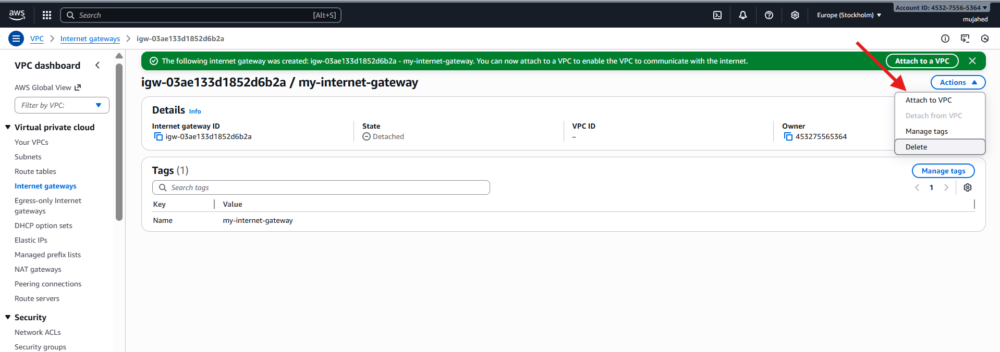 aws
Search [Alt+S]
Europe (Stockholm)
Account ID: 4532-7556-5364
mujahed
VPC
Internet gateways
igw-03ae133d1852d6b2a
VPC dashboard
AWS Global View
Filter by VPC:
Virtual private cloud
Your VPCs
Subnets
Route tables
Internet gateways
Egress-only Internet
gateways
DHCP option sets
Elastic IPs
Managed prefix lists
NAT gateways
Peering connections
Route servers
Security
Network ACLs
Security groups
The following internet gateway was created: igw-03ae133d1852d6b2a - my-internet-gateway. You can now attach to a VPC to enable the VPC to communicate with the internet.
Attach to a VPC
igw-03ae133d1852d6b2a / my-internet-gateway
Actions
Attach to VPC
Detach from VPC
Manage tags
Delete
Details Info
Internet gateway ID
igw-03ae133d1852d6b2a
State
Detached
VPC ID
–
Owner
453275565364
Tags (1)
Manage tags
Search tags
1
Key Value
Name my-internet-gateway